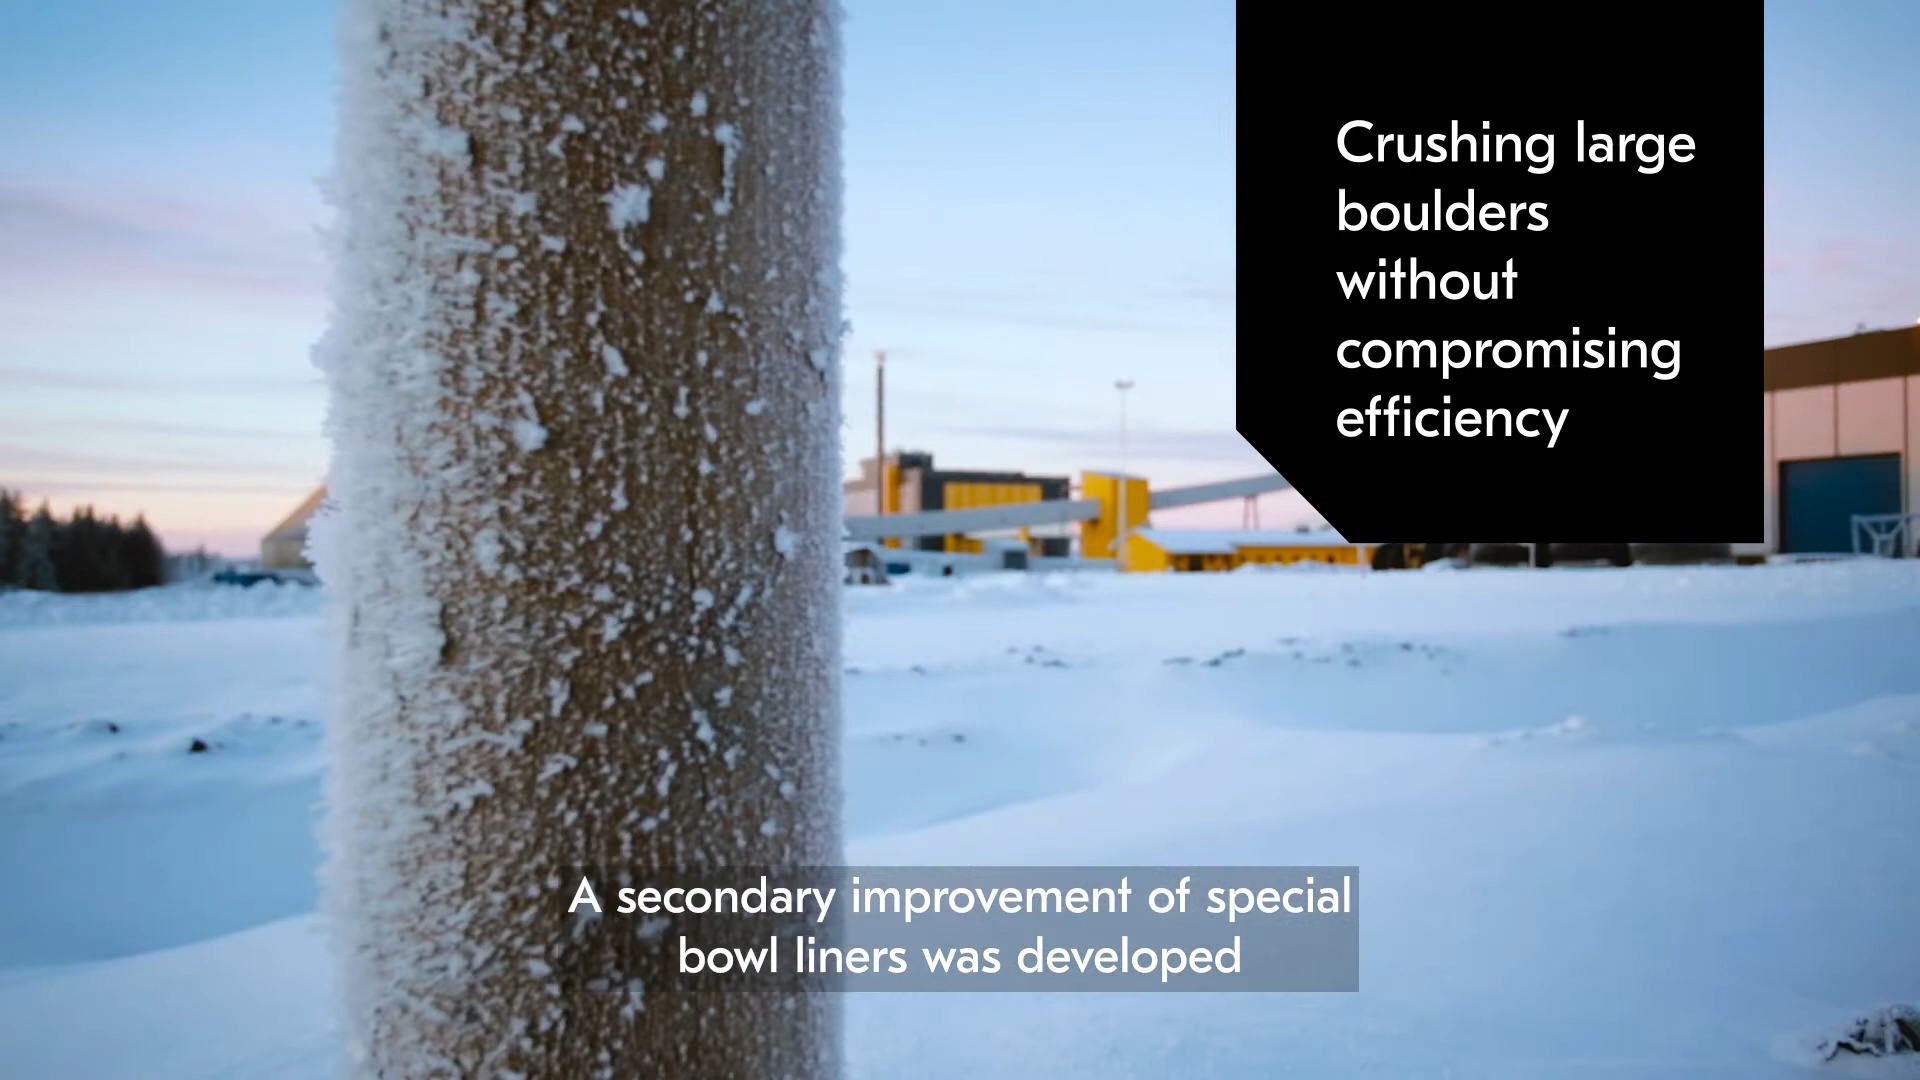 Crushing large
boulders
without
compromising
efficiency
A secondary improvement of special
bowl liners was developed